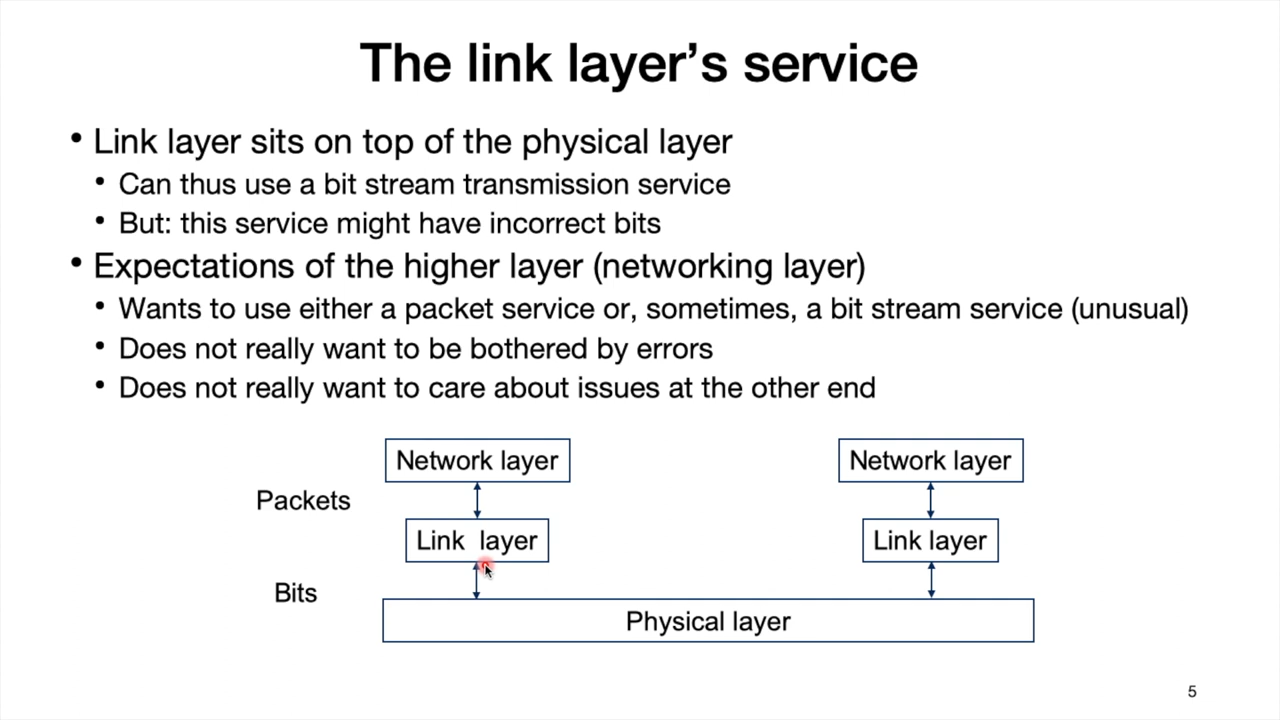 The link layer’s service
• Link layer sits on top of the physical layer
• Can thus use a bit stream transmission service
• But: this service might have incorrect bits
• Expectations of the higher layer (networking layer)
• Wants to use either a packet service or, sometimes, a bit stream service (unusual)
• Does not really want to be bothered by errors
• Does not really want to care about issues at the other end
Network layer
Network layer
Packets
Link layer
Link layer
Bits
Physical layer
5